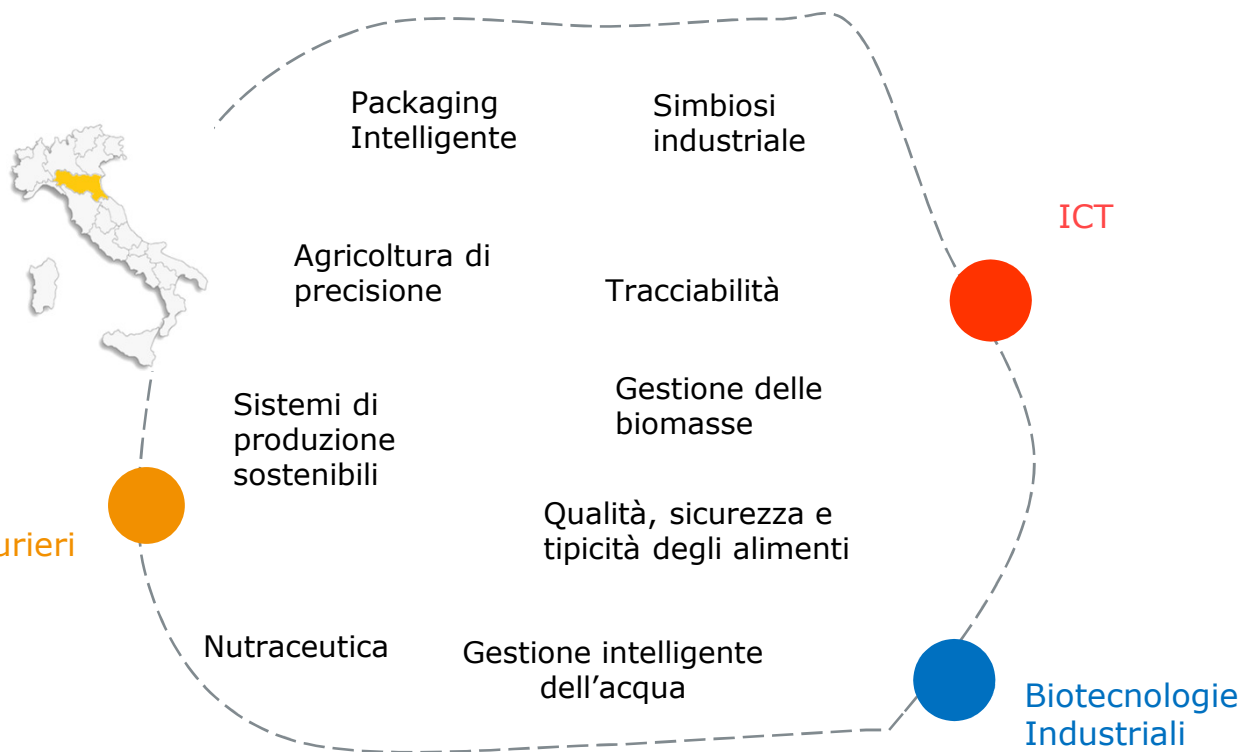 Packaging
Intelligente
Simbiosi
industriale
ICT
Agricoltura di
precisione
Tracciabilità
Gestione delle
biomasse
Sistemi di
produzione
sostenibili
Qualità, sicurezza e
tipicità degli alimenti
urieri
Nutraceutica
Gestione intelligente
dell’acqua
Biotecnologie
Industriali